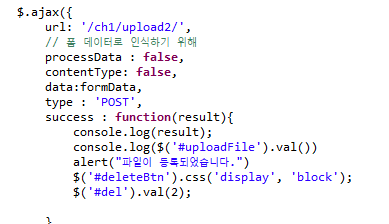 $.ajax({
url: '/ch1/upload2/',
// 폼 데이터로 인식하기 위해
processData : false,
contentType: false,
data:formData,
type : 'POST',
success : function(result){
console.log(result);
console.log($('#uploadFile').val())
alert("파일이 등록되었습니다.")
$('#deleteBtn').css('display', 'block');
$('#del').val(2);
}